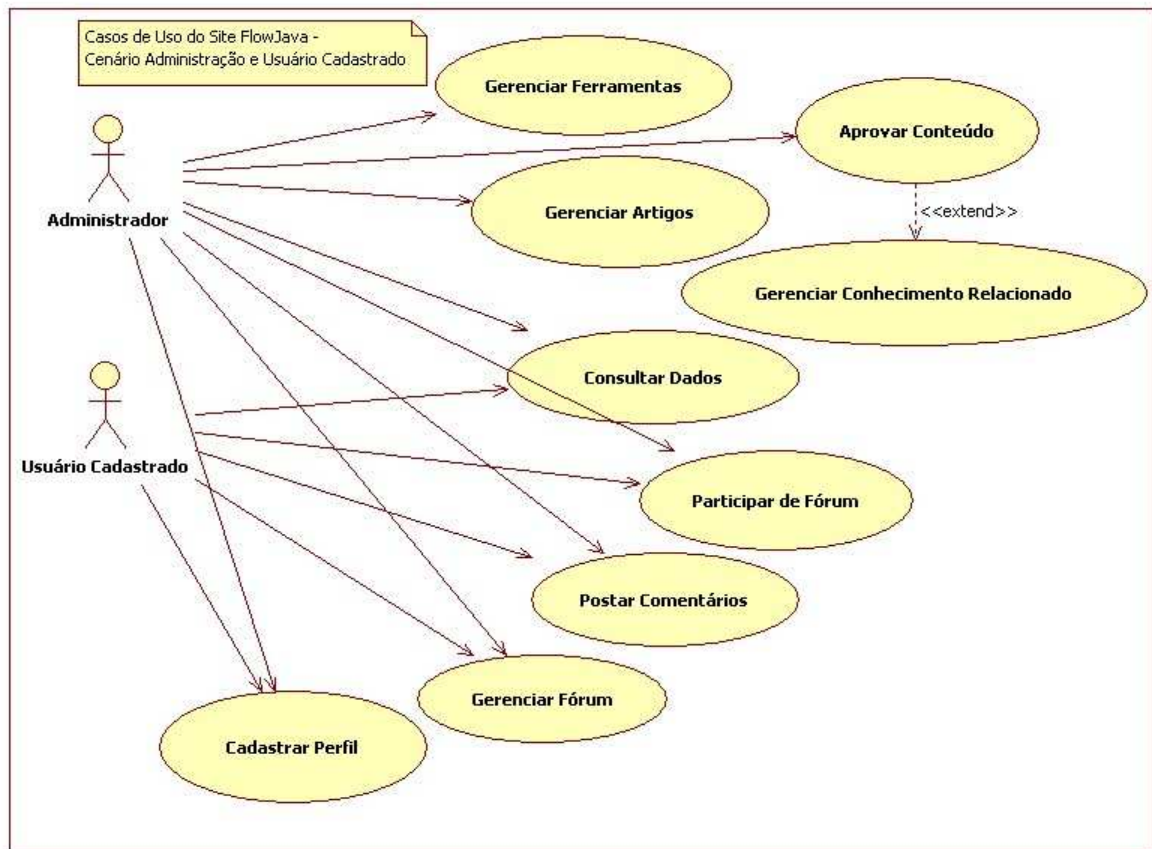 Casos de Uso do Site FlowJava -
Cenário Administração e Usuário Cadastrado
Gerenciar Ferramentas
Aprovar Conteúdo
Administrador
Gerenciar Artigos
<<extend>>
Gerenciar Conhecimento Relacionado
Consultar Dados
Usuário Cadastrado
Participar de Fórum
Postar Comentários
Gerenciar Fórum
Cadastrar Perfil